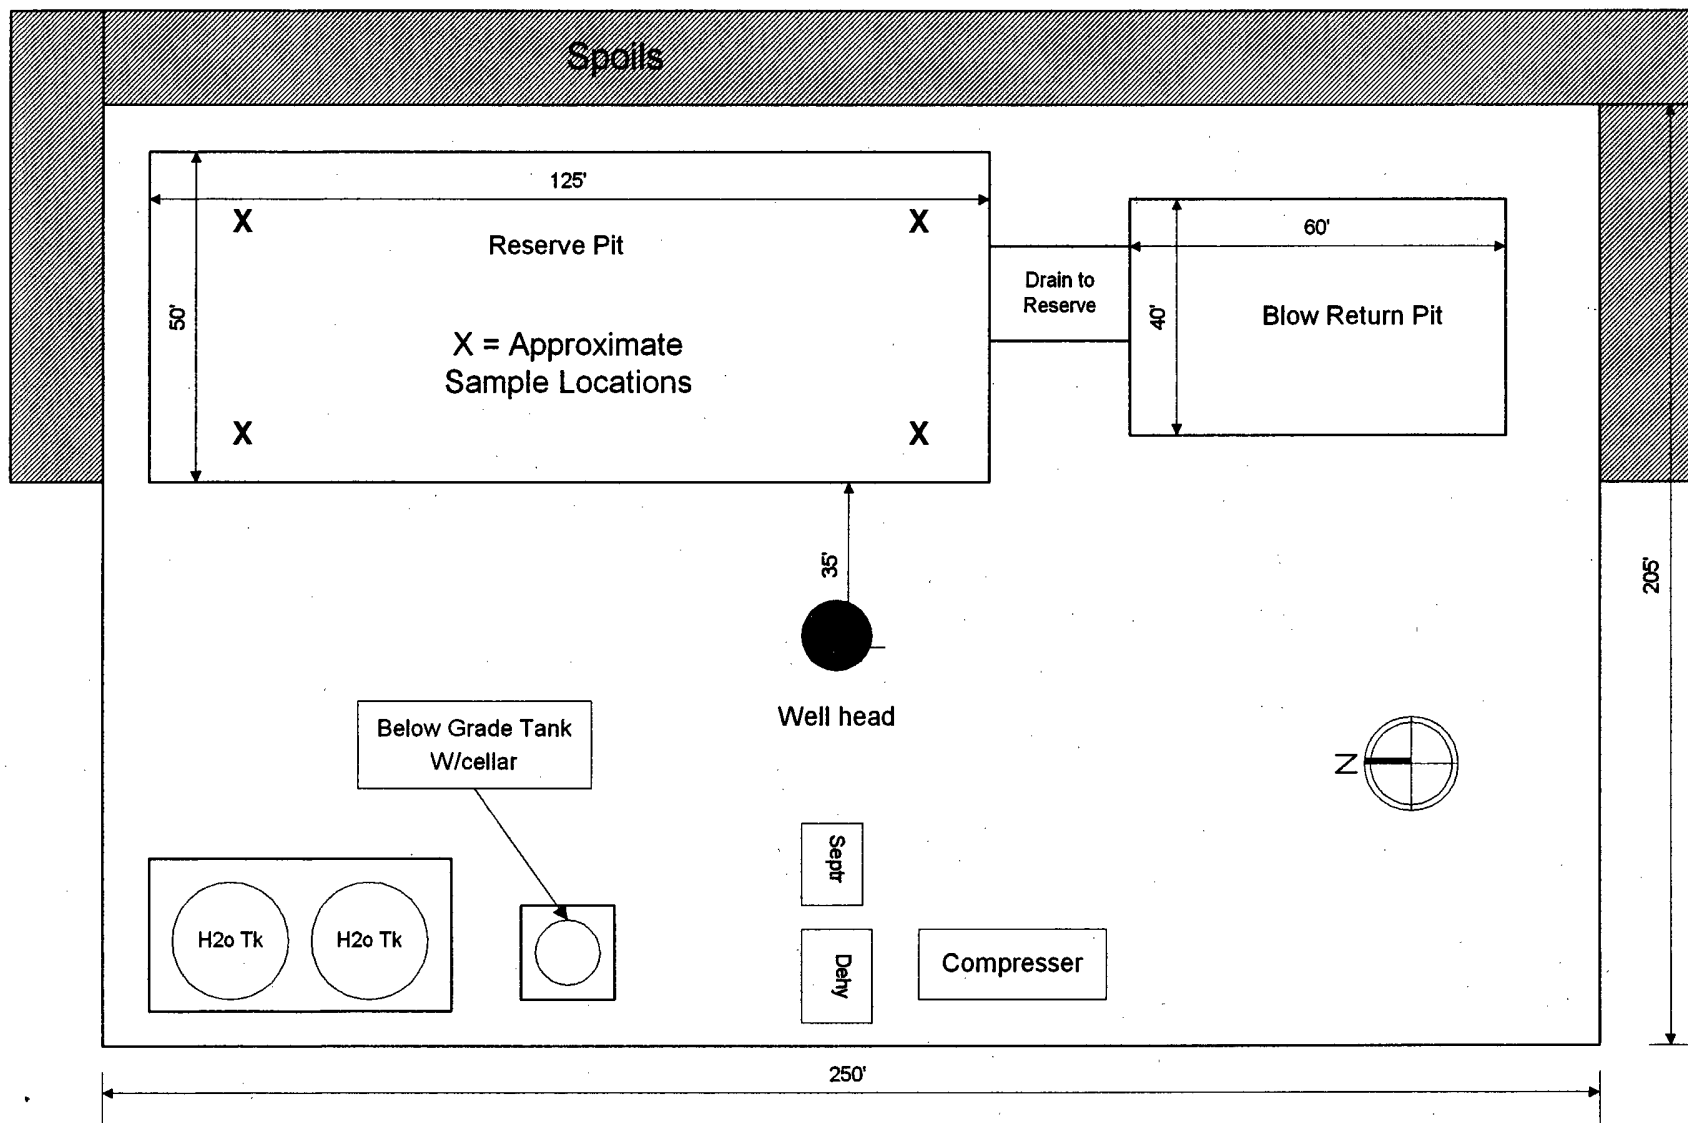 Spoils
125'
X
X
Reserve Pit
50'
X = Approximate
Sample Locations
X
X
Drain to
Reserve
60'
40'
Blow Return Pit
35'
205'
Well head
Below Grade Tank
W/cellar
N
Septr
H2o Tk
H2o Tk
Dehy
Compresser
250'